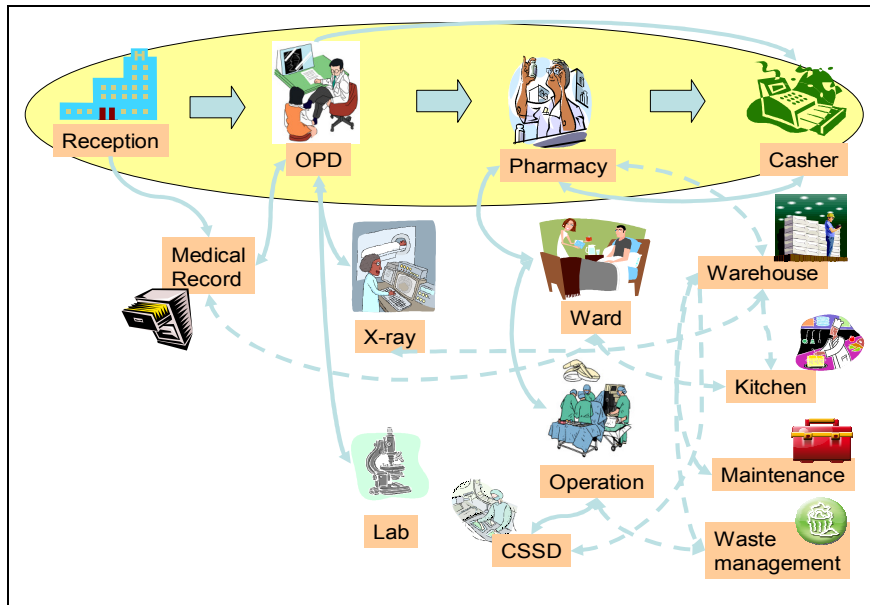 H
Reception
OPD
Pharmacy
Casher
Medical
Record
X-ray
Ward
Warehouse
Kitchen
Lab
Operation
Maintenance
CSSD
Waste
management